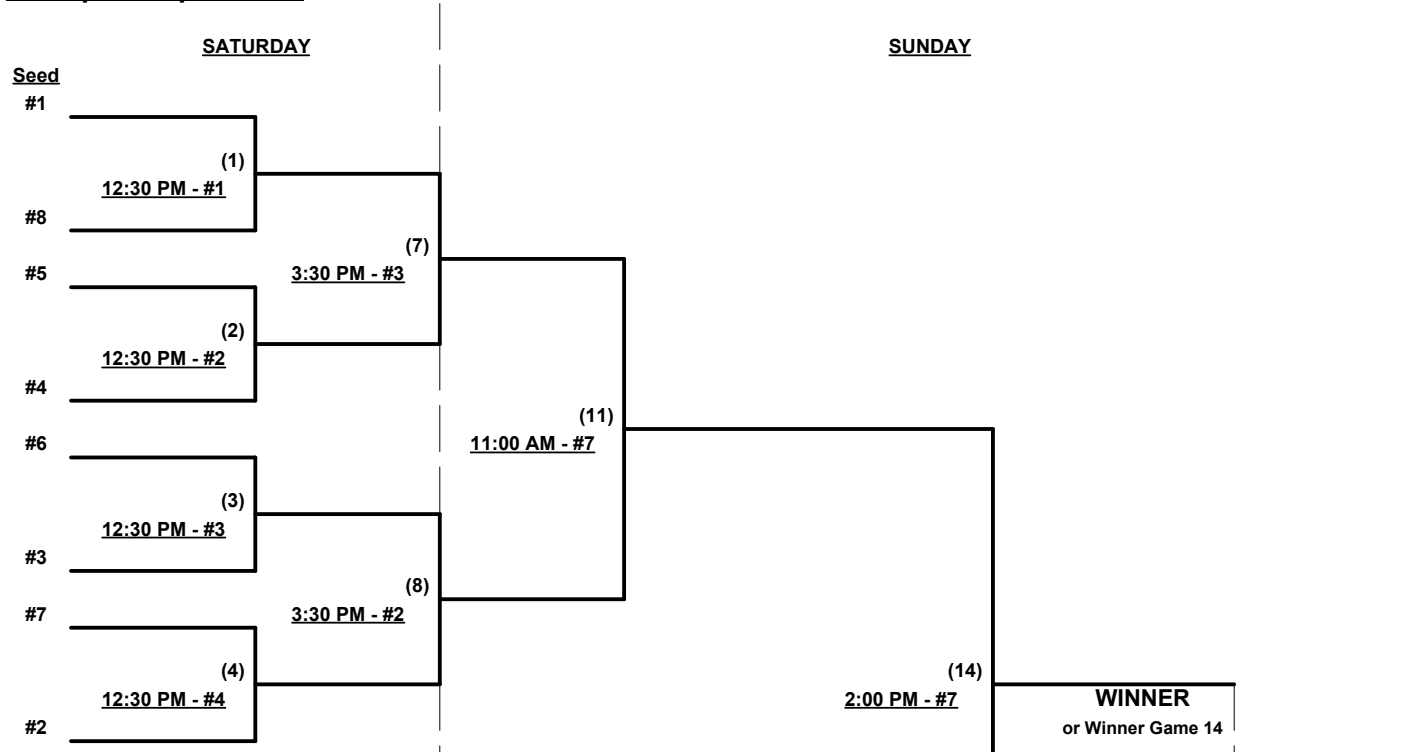 SATURDAY
SUNDAY
Seed
#1
(1)
12:30 PM - #1
#8
(7)
#5
3:30 PM - #3
(2)
12:30 PM - #2
#4
(11)
#6
11:00 AM - #7
(3)
12:30 PM - #3
#3
(8)
#7
3:30 PM - #2
(4)
(14)
12:30 PM - #4
2:00 PM - #7
WINNER
#2
or Winner Game 14